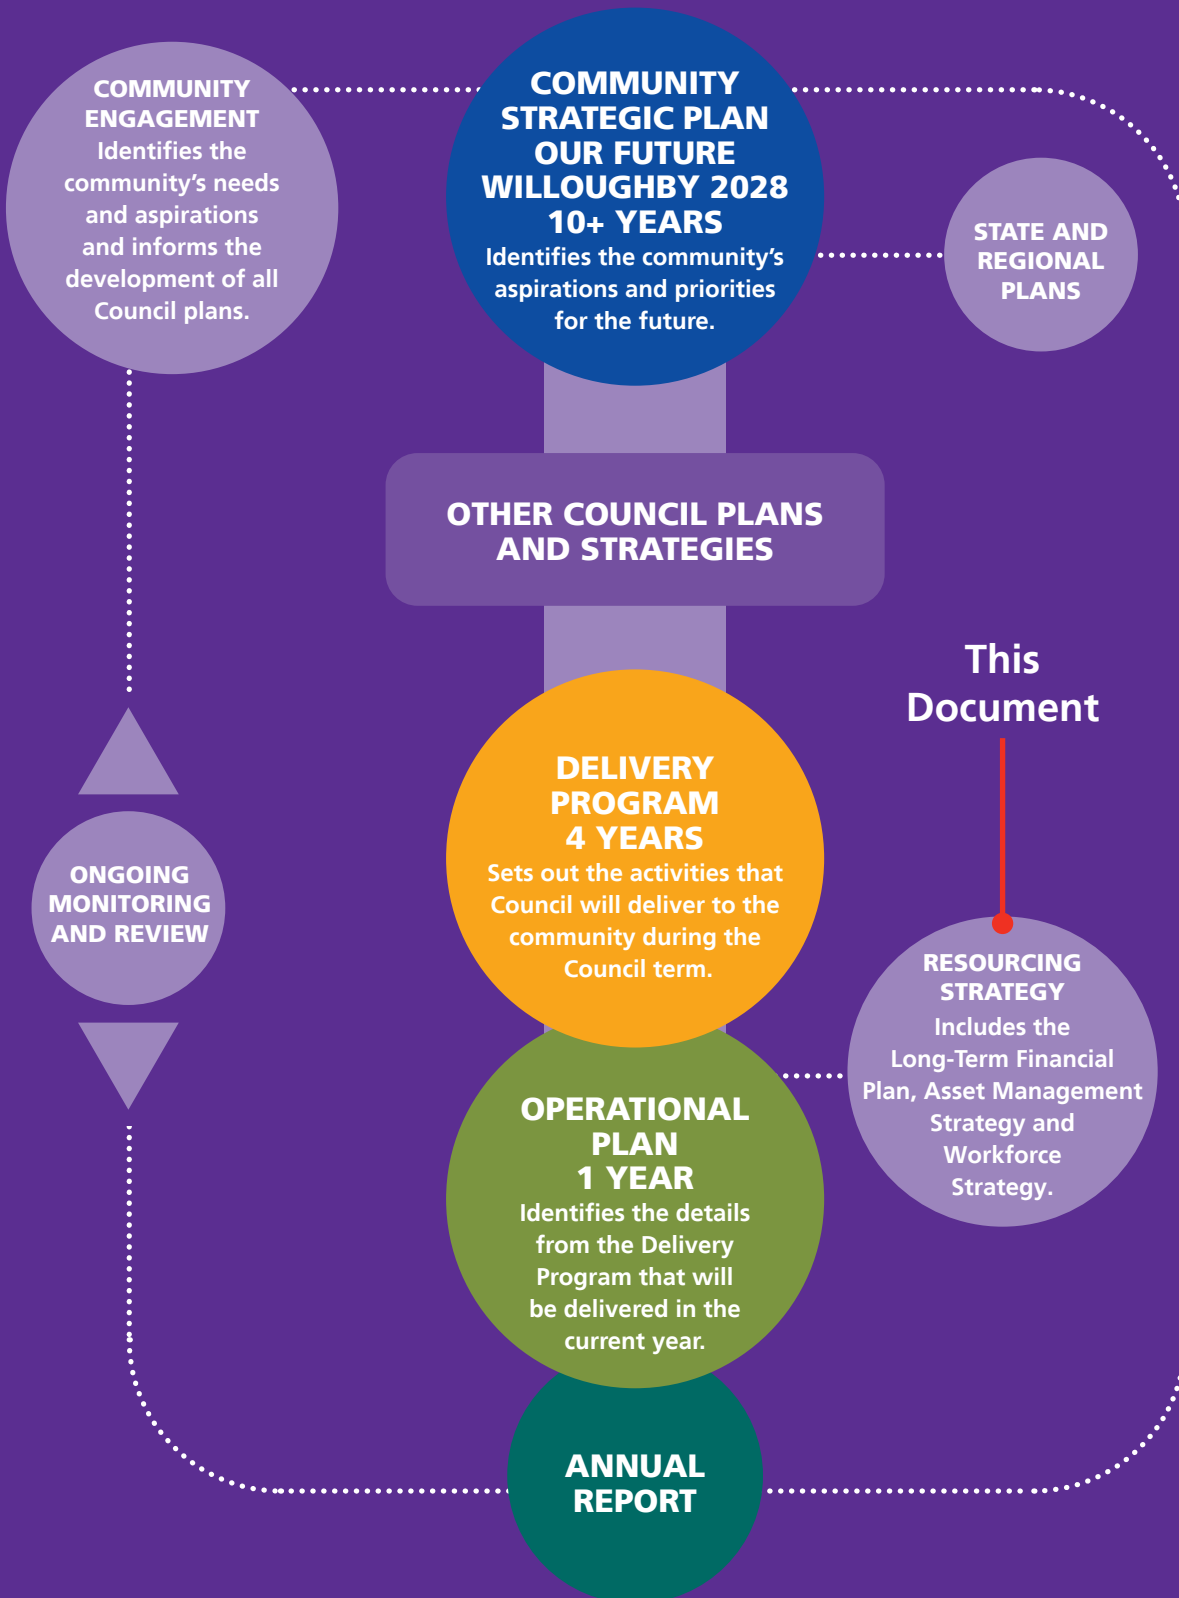 COMMUNITY
ENGAGEMENT
Identifies the
community’s needs
and aspirations
and informs the
development of all
Council plans.
COMMUNITY
STRATEGIC PLAN
OUR FUTURE
WILLOUGHBY 2028
10+ YEARS
Identifies the community’s
aspirations and priorities
for the future.
STATE AND
REGIONAL
PLANS
OTHER COUNCIL PLANS
AND STRATEGIES
This
Document
DELIVERY
PROGRAM
4 YEARS
Sets out the activities that
Council will deliver to the
community during the
Council term.
ONGOING
MONITORING
AND REVIEW
RESOURCING
STRATEGY
Includes the
Long-Term Financial
Plan, Asset Management
Strategy and
Workforce
Strategy.
OPERATIONAL
PLAN
1 YEAR
Identifies the details
from the Delivery
Program that will
be delivered in the
current year.
ANNUAL
REPORT